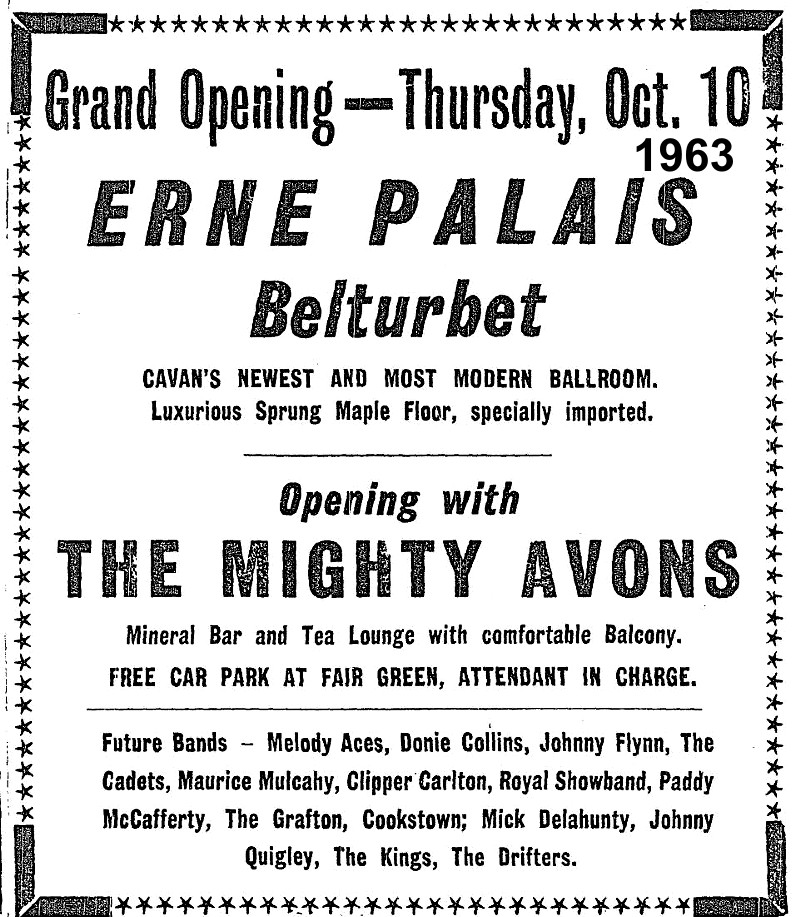 Grand Opening—Thursday, Oct. 10
1963
ERNE PALAIS
Belturbet
CAVAN'S NEWEST AND MOST MODERN BALLROOM.
Luxurious Sprung Maple Floor, specially imported.
Opening with
THE MIGHTY AVONS
Mineral Bar and Tea Lounge with comfortable Balcony.
FREE CAR PARK AT FAIR GREEN, ATTENDANT IN CHARGE.
Future Bands – Melody Aces, Donie Collins, Johnny Flynn, The
Cadets, Maurice Mulcahy, Clipper Carlton, Royal Showband, Paddy
McCafferty, The Grafton, Cookstown; Mick Delahunty, Johnny
Quigley, The Kings, The Drifters.